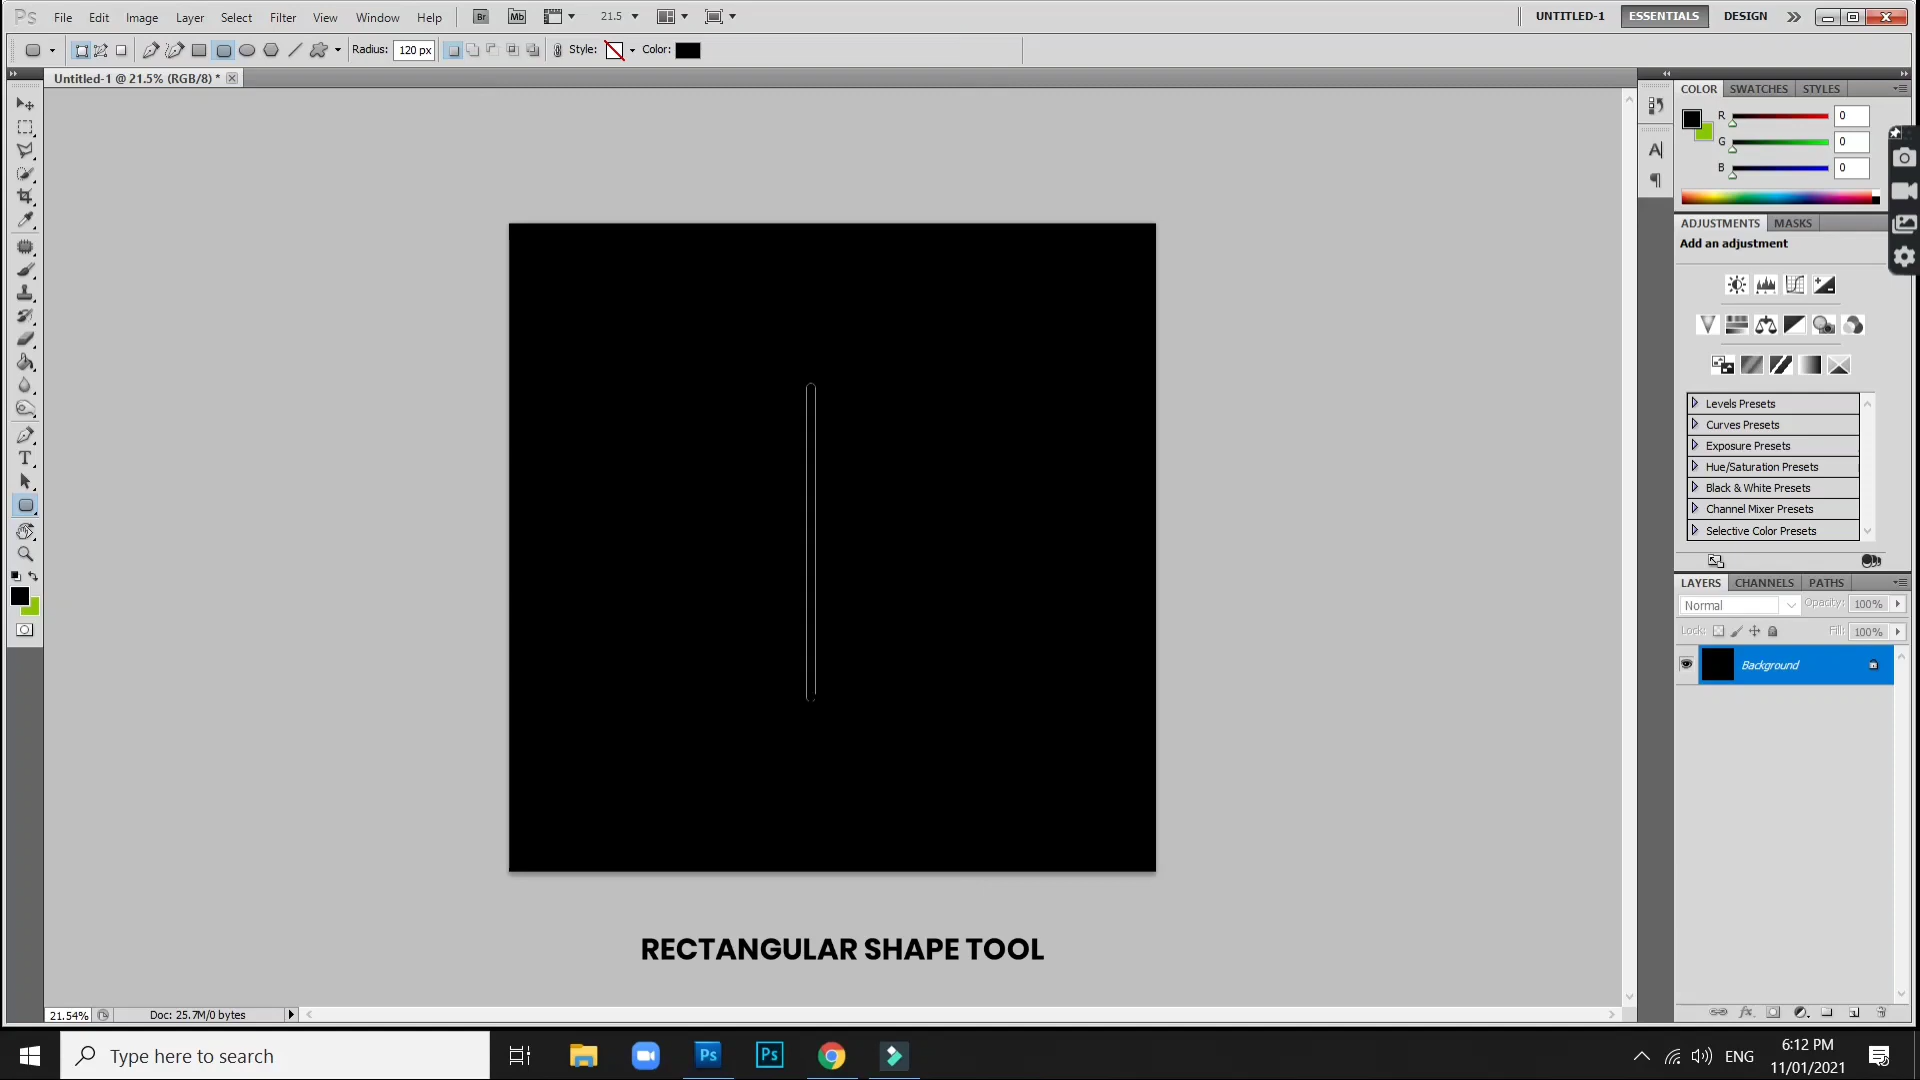 Ps File Edit Image Layer Select Filter View Window Help Br Mb 21.5 UNTITLED-1 ESSENTIALS DESIGN
Radius: 120 px Style: Color:
Untitled-1 @ 21.5% (RGB/8) *
COLOR SWATCHES STYLES
R 0
G 0
B 0
ADJUSTMENTS MASKS
Add an adjustment
Levels Presets
Curves Presets
Exposure Presets
Hue/Saturation Presets
Black & White Presets
Channel Mixer Presets
Selective Color Presets
LAYERS CHANNELS PATHS
Normal Opacity: 100%
Lock: Fill: 100%
Background
RECTANGULAR SHAPE TOOL
21.54% Doc: 25.7M/0 bytes
Type here to search Ps Ps ENG
6:12 PM
11/01/2021